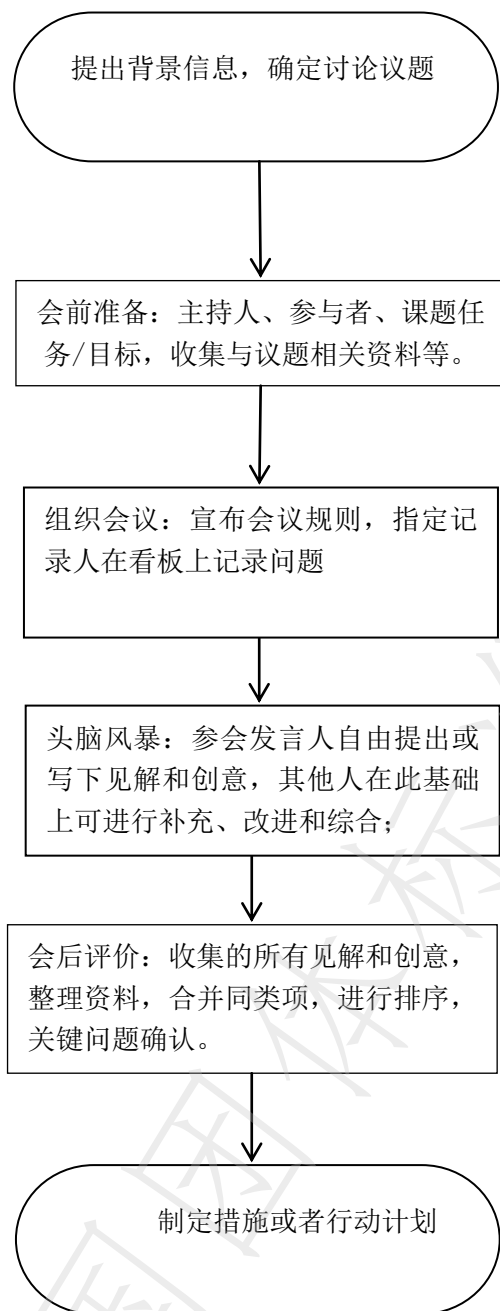 提出背景信息，确定讨论议题
会前准备：主持人、参与者、课题任
务/目标，收集与议题相关资料等。
组织会议：宣布会议规则，指定记
录人在看板上记录问题
头脑风暴：参会发言人自由提出或
写下见解和创意，其他人在此基础
上可进行补充、改进和综合；
会后评价：收集的所有见解和创意，
整理资料，合并同类项，进行排序，
关键问题确认。
制定措施或者行动计划